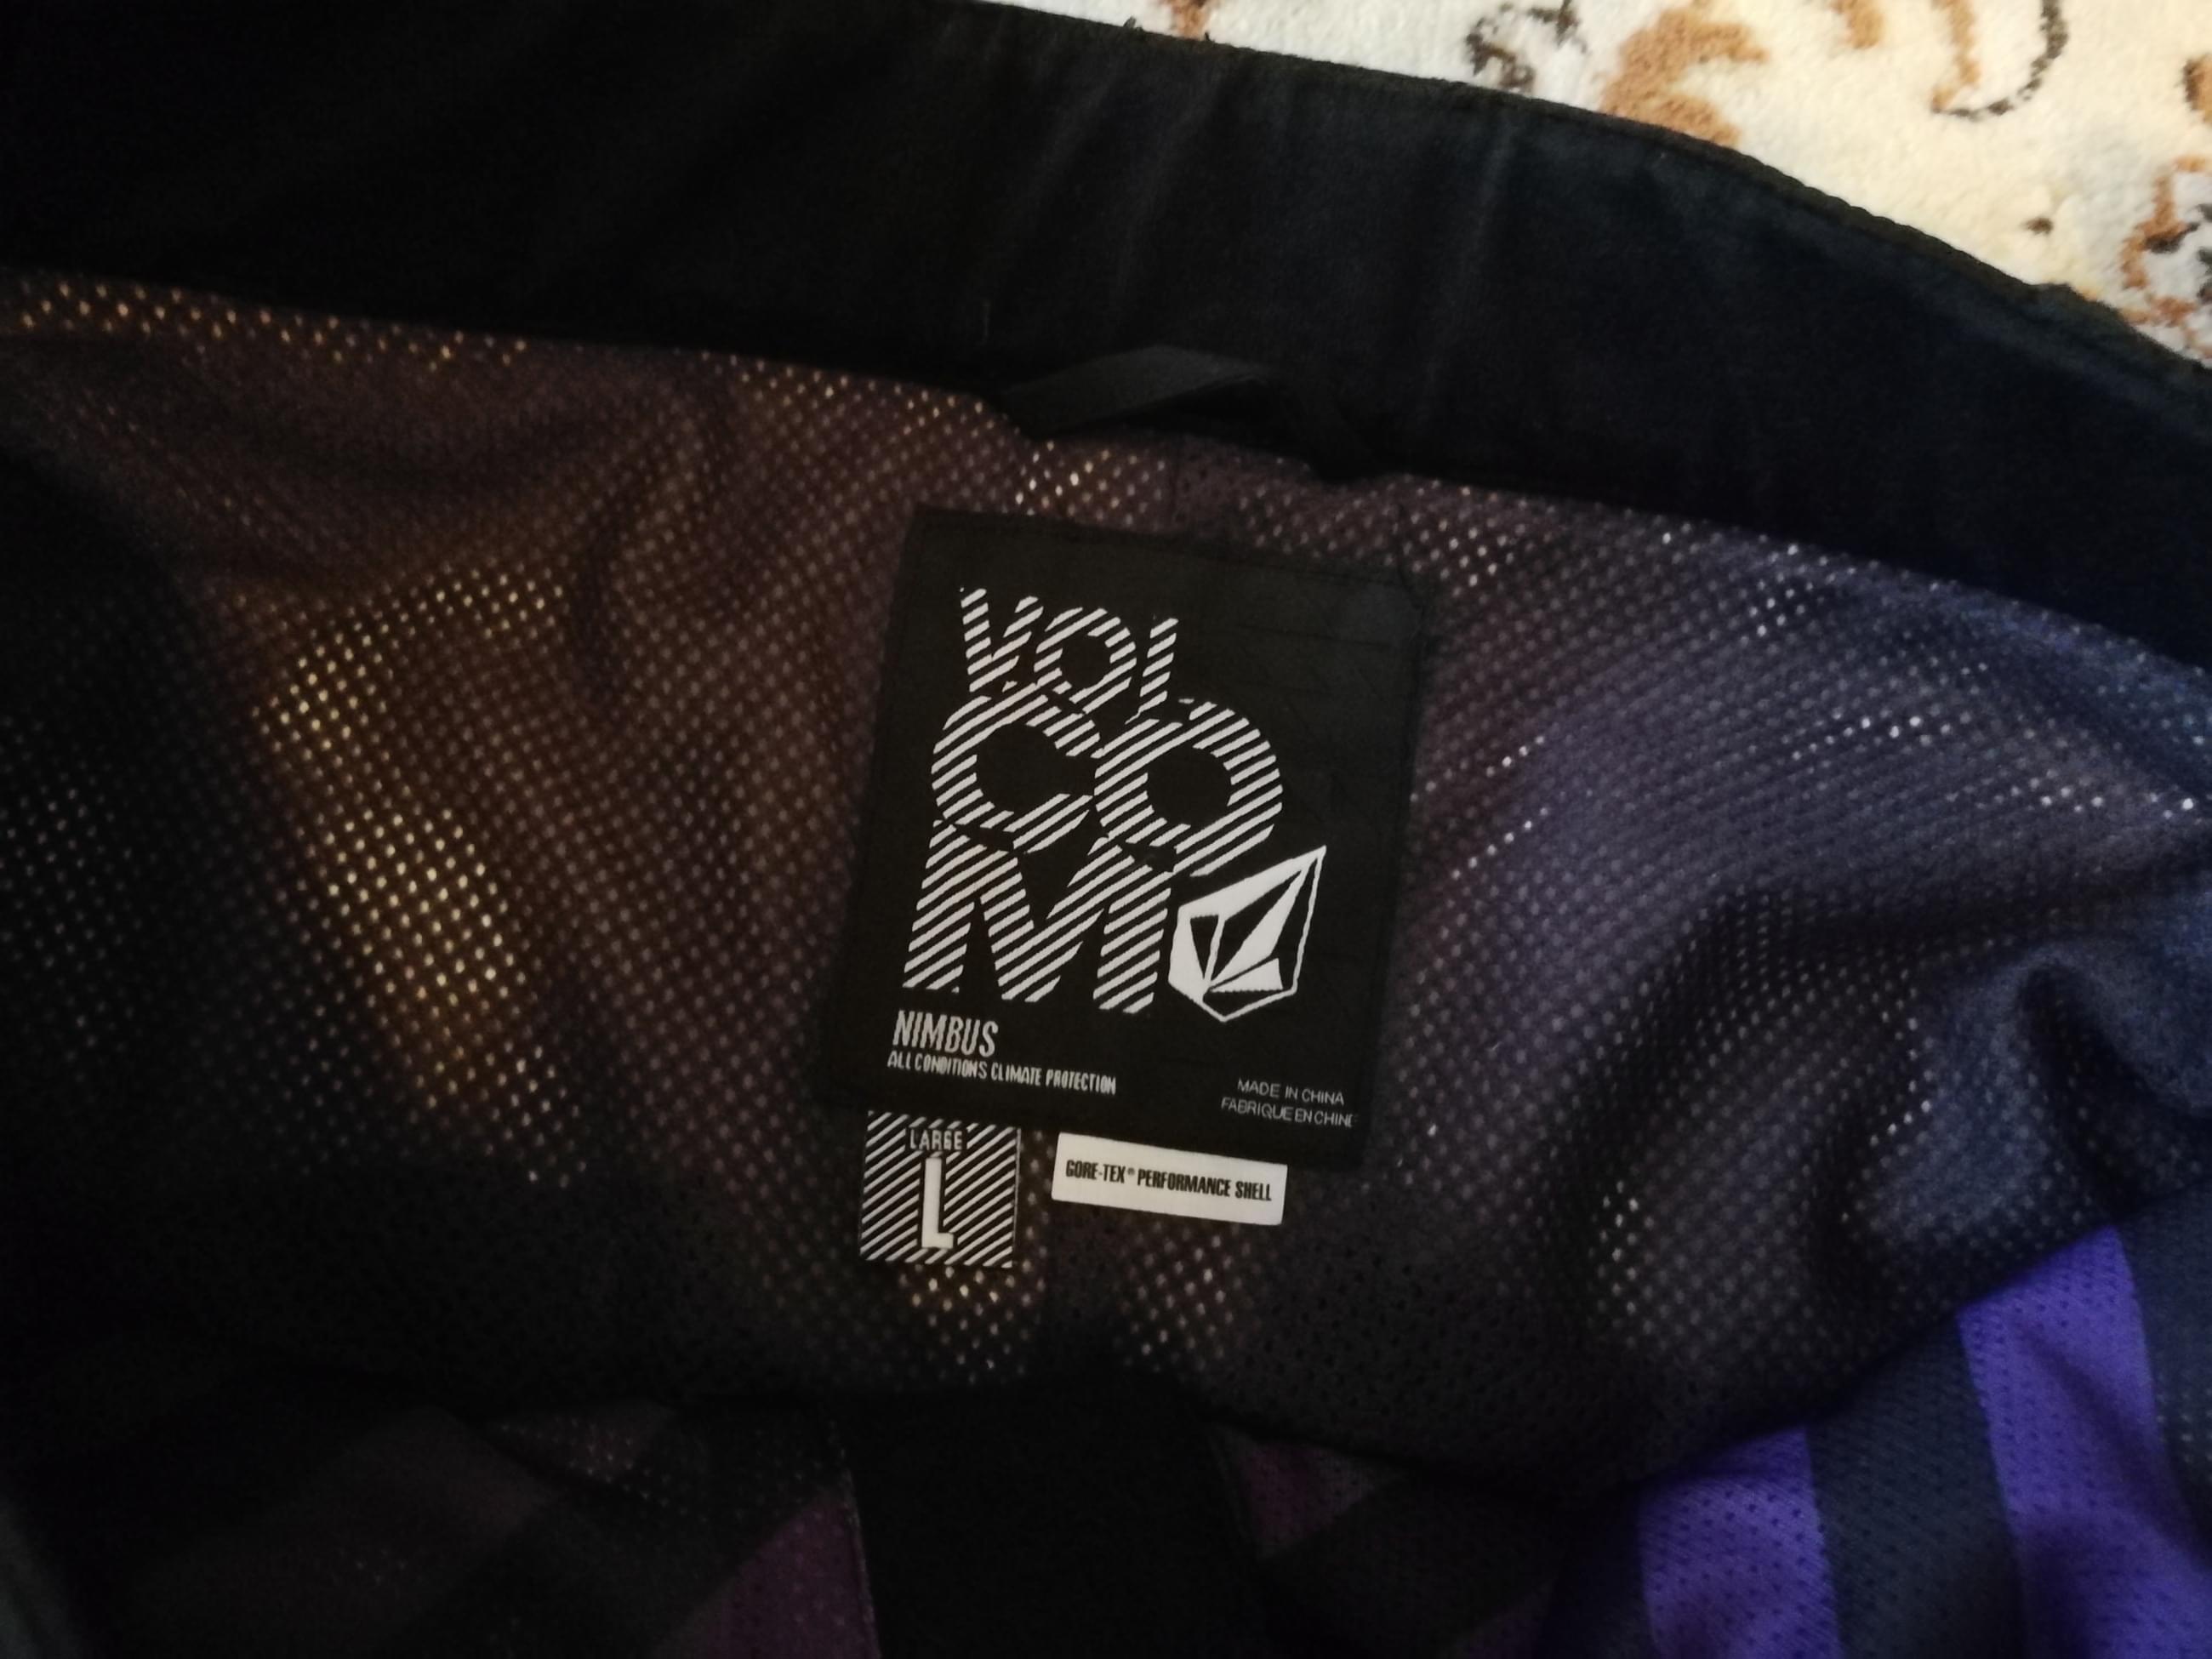 VOL
CO
M
NIMBUS
ALL CONDITIONS CLIMATE PROTECTION
MADE IN CHINA
FABRIQUE EN CHINE
LARGE
L
GORE-TEX® PERFORMANCE SHELL